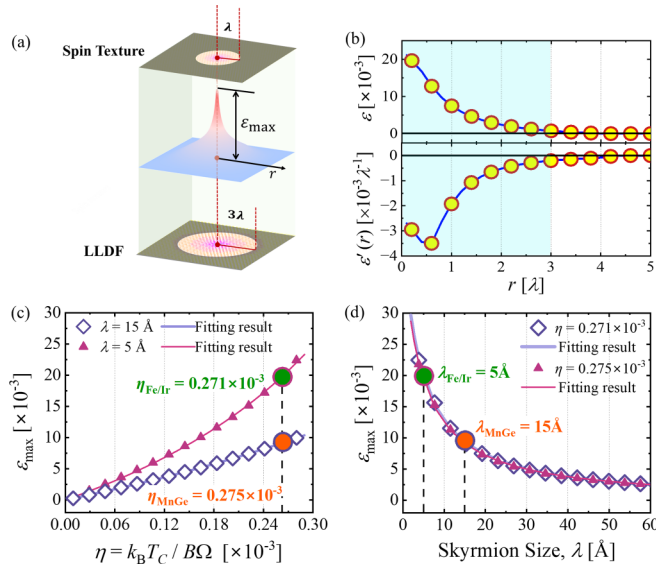 (a)
Spin Texture
λ
ε_max
r
3λ
LLDF
(b)
ε [×10⁻³]
20
10
0
ε′(r) [×10⁻³ λ⁻¹]
0
−1
−2
−3
−4
0 1 2 3 4 5
r [λ]
(c)
ε_max [×10⁻³]
30
25
20
15
10
5
0
λ = 15 Å Fitting result
λ = 5 Å Fitting result
η_Fe/Ir = 0.271×10⁻³
η_MnGe = 0.275×10⁻³
0.00 0.06 0.12 0.18 0.24 0.30
η = k_B T_C / BΩ [×10⁻³]
(d)
ε_max [×10⁻³]
30
25
20
15
10
5
0
η = 0.271×10⁻³
Fitting result
η = 0.275×10⁻³
Fitting result
λ_Fe/Ir = 5Å
λ_MnGe = 15Å
0 10 20 30 40 50 60
Skyrmion Size, λ [Å]